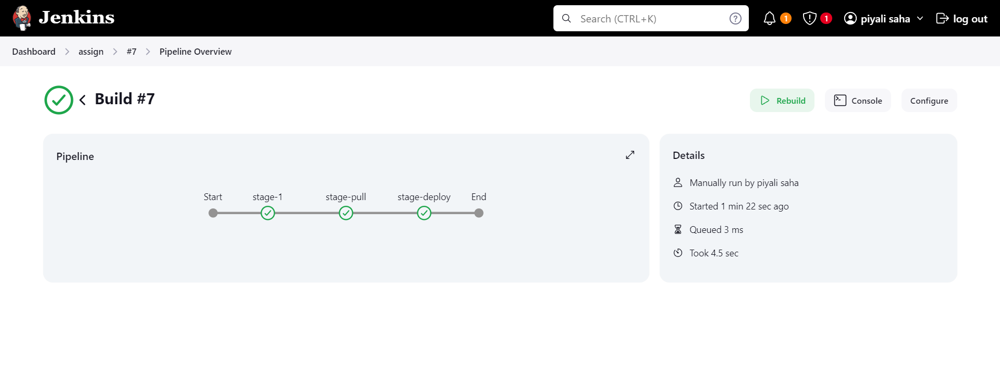 Jenkins
Search (CTRL+K)
?
1
1
piyali saha
log out
Dashboard
assign
#7
Pipeline Overview
Build #7
Rebuild
Console
Configure
Pipeline
Start
stage-1
stage-pull
stage-deploy
End
Details
Manually run by piyali saha
Started 1 min 22 sec ago
Queued 3 ms
Took 4.5 sec